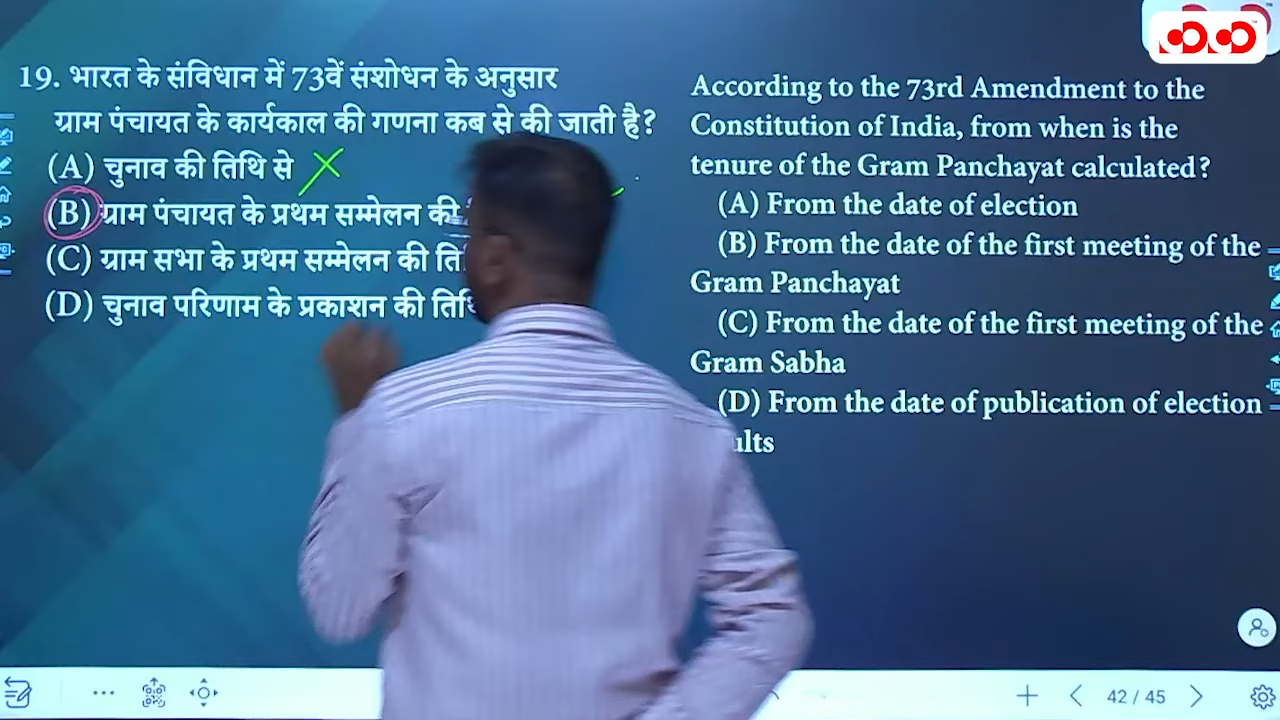 19. भारत के संविधान में 73वें संशोधन के अनुसार
ग्राम पंचायत के कार्यकाल की गणना कब से की जाती है?
(A) चुनाव की तिथि से
(B) ग्राम पंचायत के प्रथम सम्मेलन की
(C) ग्राम सभा के प्रथम सम्मेलन की
(D) चुनाव परिणाम के प्रकाशन की
According to the 73rd Amendment to the
Constitution of India, from when is the
tenure of the Gram Panchayat calculated?
(A) From the date of election
(B) From the date of the first meeting of the
Gram Panchayat
(C) From the date of the first meeting of the
Gram Sabha
(D) From the date of publication of election
42 / 45